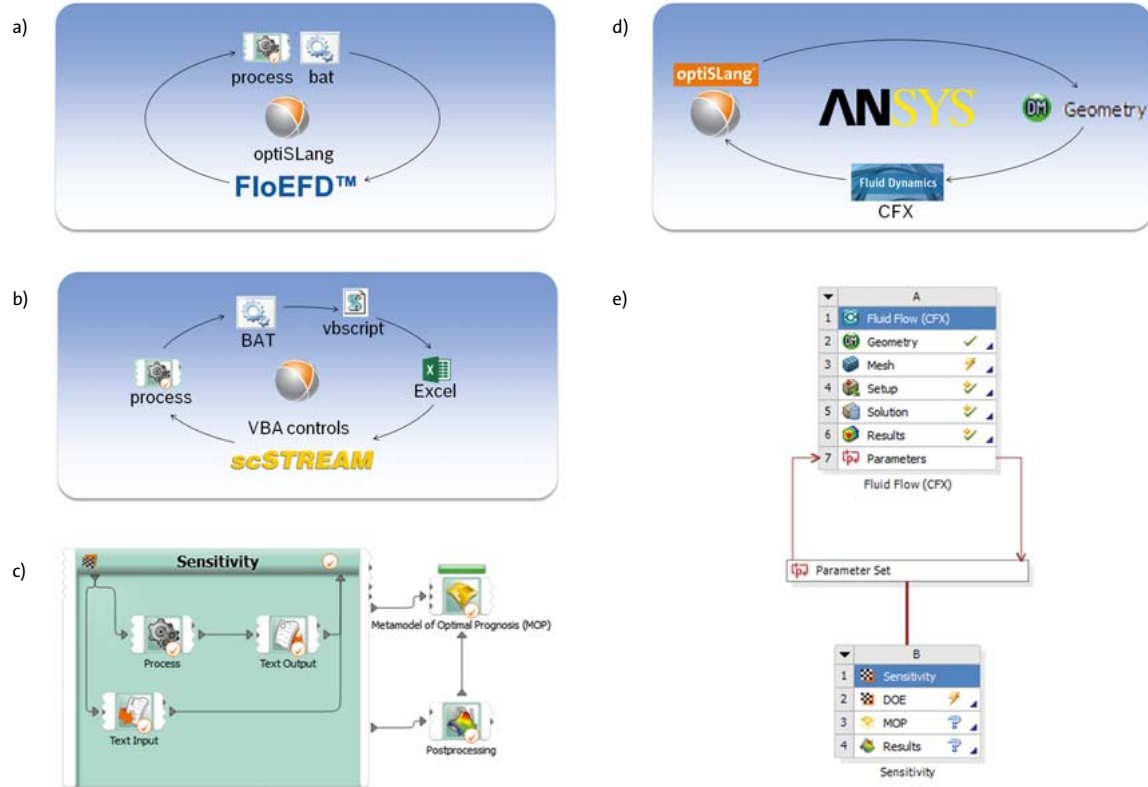 a)
process bat
optiSLang
FloEFD™
b)
BAT
vbscript
process
Excel
VBA controls
scSTREAM
c)
Sensitivity
Process
Text Output
Text Input
Metamodel of Optimal Prognosis (MOP)
Postprocessing
d)
optiSLang®
ANSYS
DM Geometry
Fluid Dynamics
CFX
e)
A
1 Fluid Flow (CFX)
2 DM Geometry
3 Mesh
4 Setup
5 Solution
6 Results
7 Parameters
Fluid Flow (CFX)
Parameter Set
B
1 Sensitivity
2 DOE
3 MOP
4 Results
Sensitivity